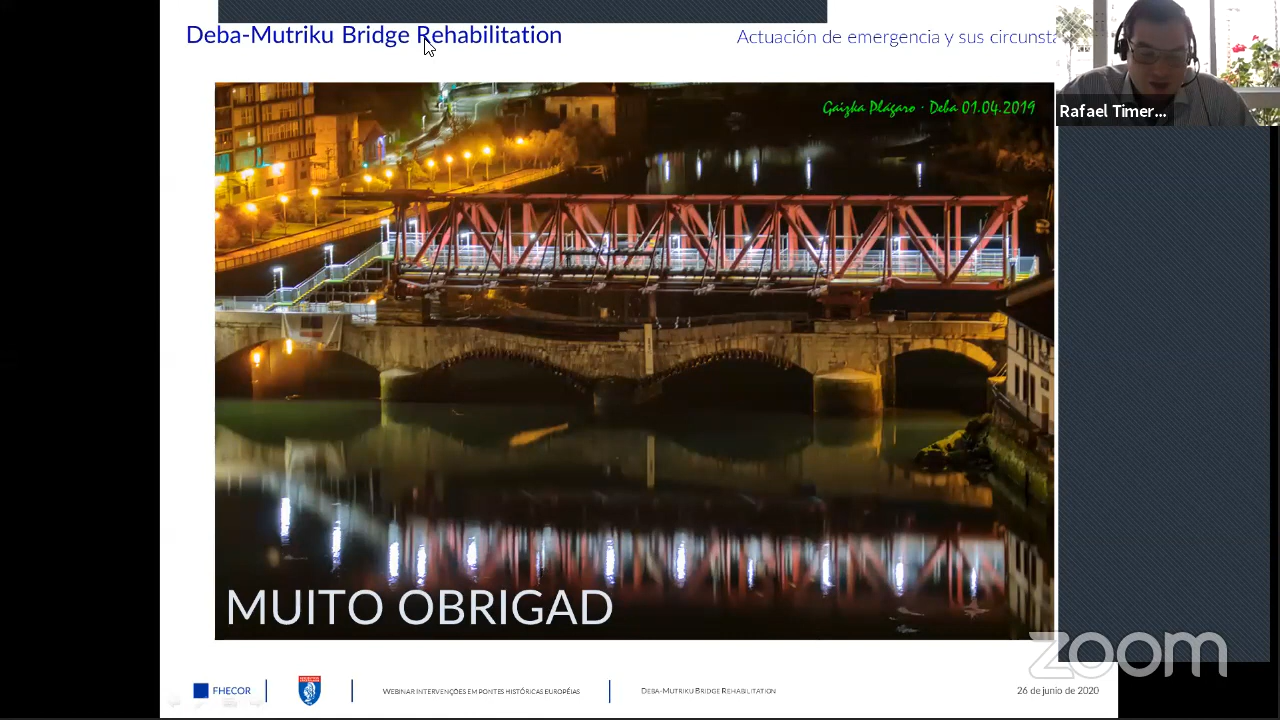 Deba-Mutriku Bridge Rehabilitation
Actuación de emergencia y sus circunsta
Rafael Timer...
Gaizka Plágaro · Deba 01.04.2019
MUITO OBRIGAD
zoom
FHECOR
WEBINAR INTERVENÇÕES EM PONTES HISTÓRICAS EUROPÉIAS
DEBA-MUTRIKU BRIDGE REHABILITATION
26 de junio de 2020